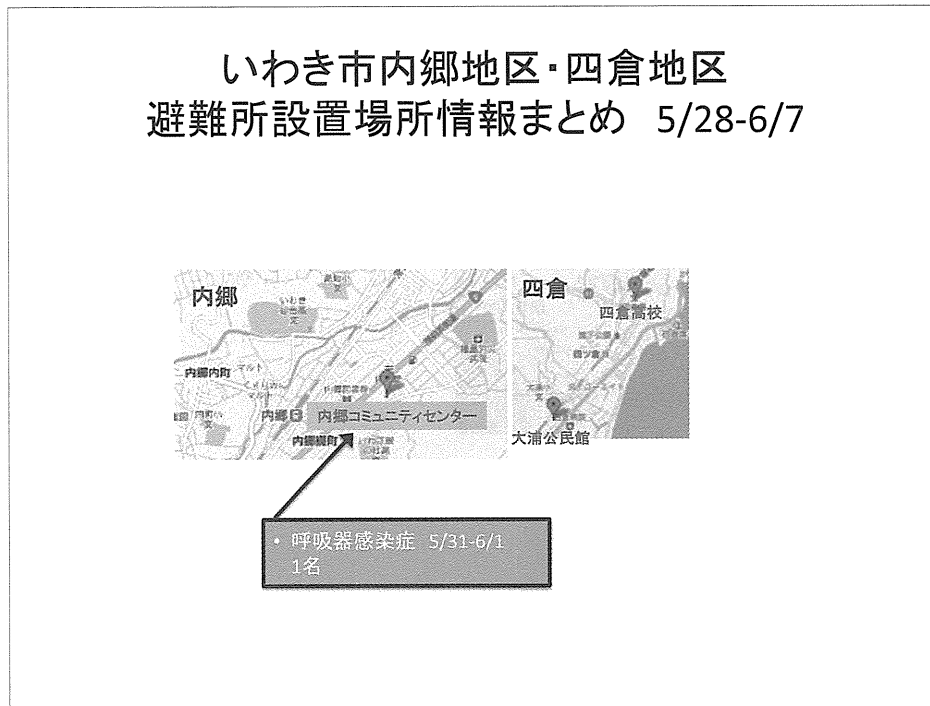 いわき市内郷地区・四倉地区
避難所設置場所情報まとめ 5/28-6/7
内郷
内郷内町
マルト
内郷
内郷コミュニティセンター
四倉
四倉高校
大浦公民館
• 呼吸器感染症 5/31-6/1
1名